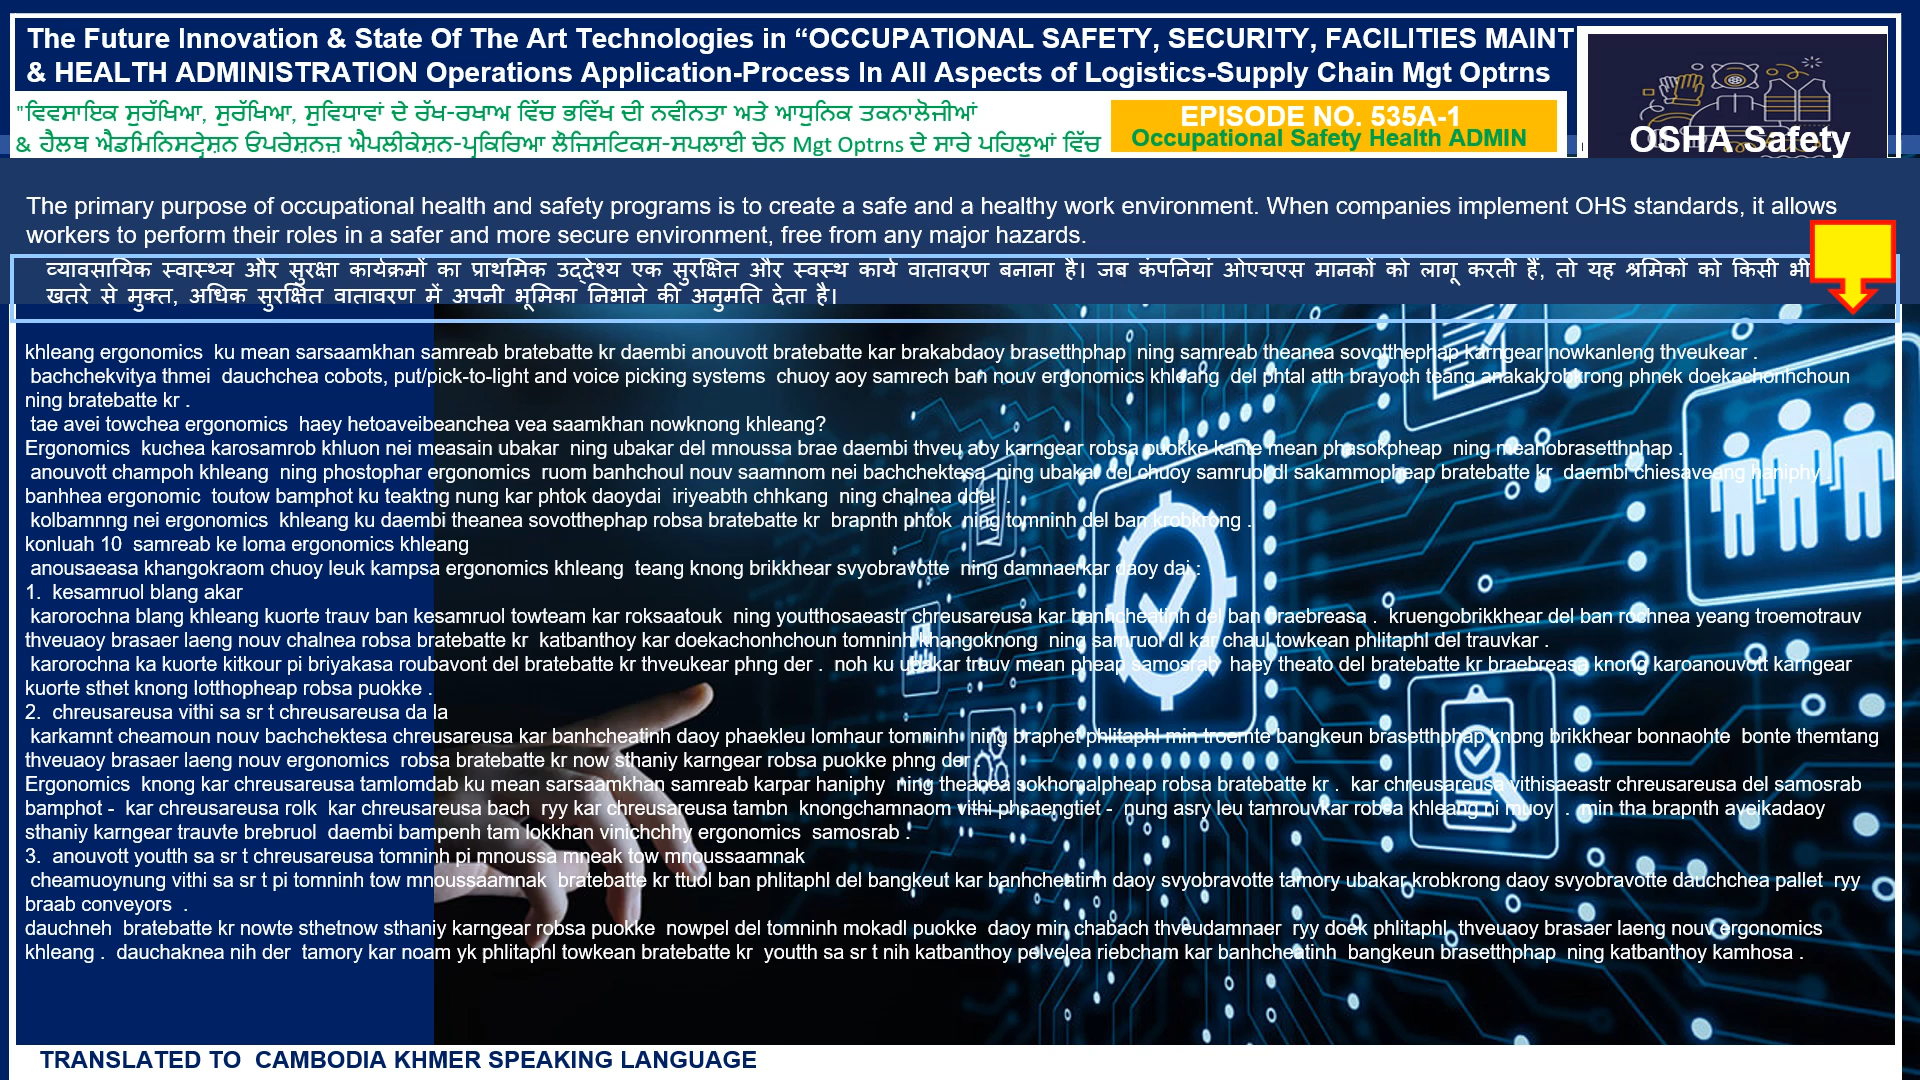 The Future Innovation & State Of The Art Technologies in “OCCUPATIONAL SAFETY, SECURITY, FACILITIES MAINT
& HEALTH ADMINISTRATION Operations Application-Process In All Aspects of Logistics-Supply Chain Mgt Optrns
"ਵਿਵਸਾਇਕ ਸੁਰੱਖਿਆ, ਸੁਰੱਖਿਆ, ਸੁਵਿਧਾਵਾਂ ਦੇ ਰੱਖ-ਰਖਾਅ ਵਿੱਚ ਭਵਿੱਖ ਦੀ ਨਵੀਨਤਾ ਅਤੇ ਆਧੁਨਿਕ ਤਕਨਾਲੋਜੀਆਂ
& ਹੈਲਥ ਐਡਮਿਨਿਸਟ੍ਰੇਸ਼ਨ ਓਪਰੇਸ਼ਨਜ਼ ਐਪਲੀਕੇਸ਼ਨ-ਪ੍ਰਕਿਰਿਆ ਲੌਜਿਸਟਿਕਸ-ਸਪਲਾਈ ਚੇਨ Mgt Optrns ਦੇ ਸਾਰੇ ਪਹਿਲੂਆਂ ਵਿੱਚ
EPISODE NO. 535A-1
Occupational Safety Health ADMIN
OSHA Safety
The primary purpose of occupational health and safety programs is to create a safe and a healthy work environment. When companies implement OHS standards, it allows
workers to perform their roles in a safer and more secure environment, free from any major hazards.
व्यावसायिक स्वास्थ्य और सुरक्षा कार्यक्रमों का प्राथमिक उद्देश्य एक सुरक्षित और स्वस्थ कार्य वातावरण बनाना है। जब कंपनियां ओएचएस मानकों को लागू करती हैं, तो यह श्रमिकों को किसी भी
खतरे से मुक्त, अधिक सुरक्षित वातावरण में अपनी भूमिका निभाने की अनुमति देता है।
khleang ergonomics ku mean sarsaamkhan samreab bratebatte kr daembi anouvott bratebatte kar brakabdaoy brasetthphap ning samreab theanea sovotthephap karngear nowkanleng thveukear .
bachchekvitya thmei dauchchea cobots, put/pick-to-light and voice picking systems chuoy aoy samrech ban nouv ergonomics khleang del phtal atth brayoch teang anakakrobkrong phnek doekachonhchoun
ning bratebatte kr .
tae avei towchea ergonomics haey hetoaveibeanchea vea saamkhan nowknong khleang?
Ergonomics kuchea karosamrob khluon nei measain ubakar ning ubakar del mnoussa brae daembi thveu aoy karngear robsa puokke kante mean phasokpheap ning meanobrasetthphap .
anouvott champoh khleang ning phostophar ergonomics ruom banhchoul nouv saamnom nei bachchektesa ning ubakar del chuoy samruol dl sakammopheap bratebatte kr daembi chiesaveang haniphy
banhhea ergonomic toutow bamphot ku teaktng nung kar phtok daoydai iriyeabth chhkang ning chalnea ddel .
kolbamnng nei ergonomics khleang ku daembi theanea sovotthephap robsa bratebatte kr brapnth phtok ning tomninh del ban krobkrong .
konluah 10 samreab ke loma ergonomics khleang
anousaeasa khangokraom chuoy leuk kampsa ergonomics khleang teang knong brikkhear svyobravotte ning damnaerkar daoy dai :
1. kesamruol blang akar
karorochna blang khleang kuorte trauv ban kesamruol towteam kar roksaatouk ning youtthosaeastr chreusareusa kar banhcheatinh del ban braebreasa . kruengobrikkhear del ban rochnea yeang troemotrauv
thveuaoy brasaer laeng nouv chalnea robsa bratebatte kr katbanthoy kar doekachonhchoun tomninh khangoknong ning samruol dl kar chaul towkean phlitaphl del trauvkar .
karorochna ka kuorte kitkour pi briyakasa roubavont del bratebatte kr thveukear phng der . noh ku ubakar trauv mean pheap samosrab haey theato del bratebatte kr braebreasa knong karoanouvott karngear
kuorte sthet knong lotthopheap robsa puokke .
2. chreusareusa vithi sa sr t chreusareusa da la
karkamnt cheamoun nouv bachchektesa chreusareusa kar banhcheatinh daoy phaekleu lomhaur tomninh ning braphet phlitaphl min troemte bangkeun brasetthphap knong brikkhear bonnaohte bonte themtang
thveuaoy brasaer laeng nouv ergonomics robsa bratebatte kr now sthaniy karngear robsa puokke phng der .
Ergonomics knong kar chreusareusa tamlomdab ku mean sarsaamkhan samreab karpar haniphy ning theanea sokhomalpheap robsa bratebatte kr . kar chreusareusa vithisaeastr chreusareusa del samosrab
bamphot - kar chreusareusa rolk kar chreusareusa bach ryy kar chreusareusa tambn knongchamnaom vithi phsaengtiet - nung asry leu tamrouvkar robsa khleang ni muoy . min tha brapnth aveikadaoy
sthaniy karngear trauvte brebruol daembi bampenh tam lokkhan vinichchhy ergonomics samosrab .
3. anouvott youtth sa sr t chreusareusa tomninh pi mnoussa mneak tow mnoussaamnak
cheamuoynung vithi sa sr t pi tomninh tow mnoussaamnak bratebatte kr ttuol ban phlitaphl del bangkeut kar banhcheatinh daoy svyobravotte tamory ubakar krobkrong daoy svyobravotte dauchchea pallet ryy
braab conveyors .
dauchneh bratebatte kr nowte sthetnow sthaniy karngear robsa puokke nowpel del tomninh mokadl puokke daoy min chabach thveudamnaer ryy doek phlitaphl thveuaoy brasaer laeng nouv ergonomics
khleang . dauchaknea nih der tamory kar noam yk phlitaphl towkean bratebatte kr youtth sa sr t nih katbanthoy pelvelea riebcham kar banhcheatinh bangkeun brasetthphap ning katbanthoy kamhosa .
TRANSLATED TO CAMBODIA KHMER SPEAKING LANGUAGE